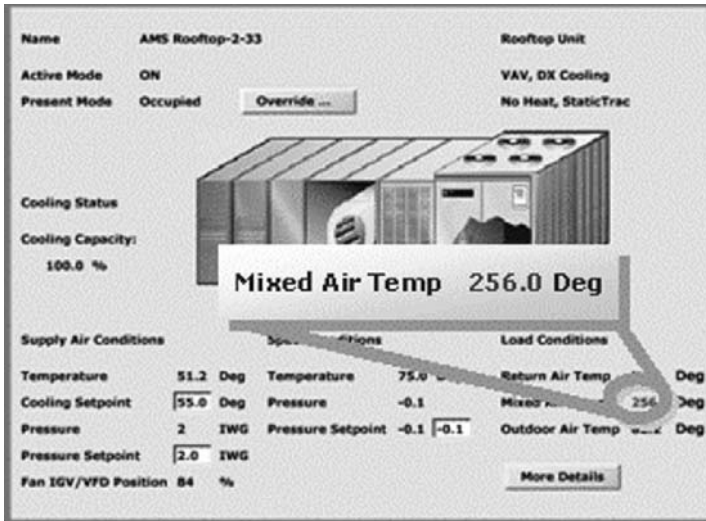 Name AMS Rooftop-2-33 Rooftop Unit
Active Mode ON VAV, DX Cooling
Present Mode Occupied Override ... No Heat, StaticTrac
Cooling Status
Cooling Capacity:
100.0 %
Mixed Air Temp 256.0 Deg
Supply Air Conditions Load Conditions
Temperature 51.2 Deg Temperature 75.0 Return Air Temp Deg
Cooling Setpoint 55.0 Deg Pressure -0.1 Mixed 256 Deg
Pressure 2 IWG Pressure Setpoint -0.1 -0.1 Outdoor Air Temp Deg
Pressure Setpoint 2.0 IWG
Fan IGV/VFD Position 84 % More Details